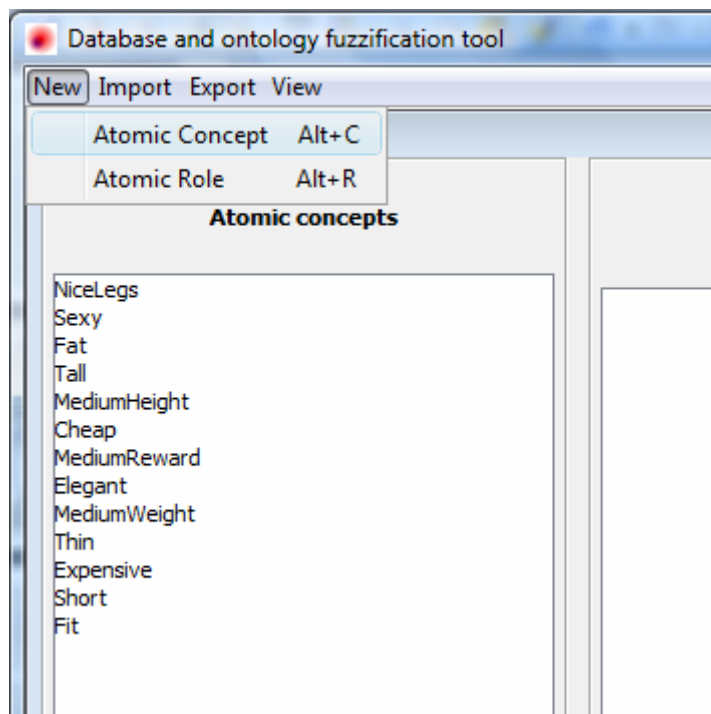 Database and ontology fuzzification tool
New Import Export View
Atomic Concept Alt+C
Atomic Role Alt+R
Atomic concepts
NiceLegs
Sexy
Fat
Tall
MediumHeight
Cheap
MediumReward
Elegant
MediumWeight
Thin
Expensive
Short
Fit